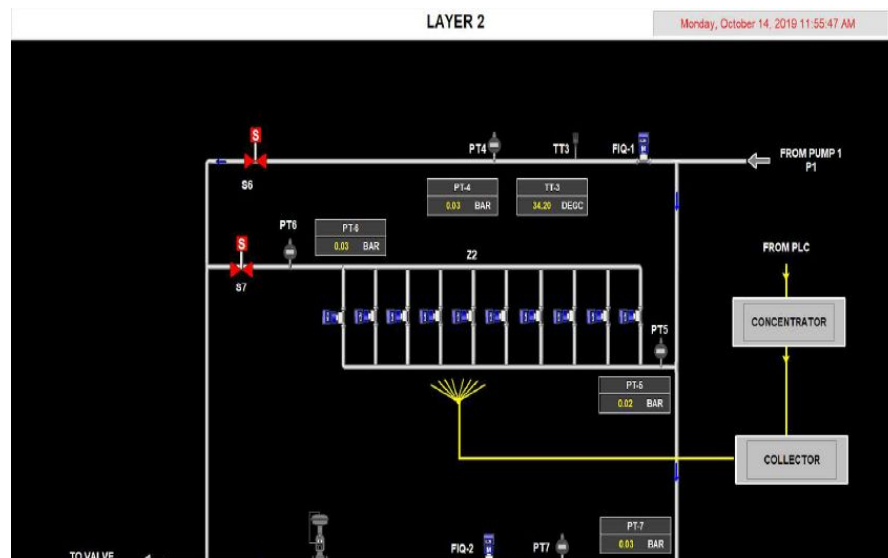 LAYER 2
Monday, October 14, 2019 11:55:47 AM
S
PT4
TT3
FIQ-1
FROM PUMP 1
P1
S6
PT-4
0.03 BAR
TT-3
34.20 DEGC
PT6
PT-6
0.03 BAR
S
S7
Z2
FROM PLC
CONCENTRATOR
PT5
PT-5
0.02 BAR
COLLECTOR
PT-7
0.03 BAR
FIQ-2
PT7
TO VALVE